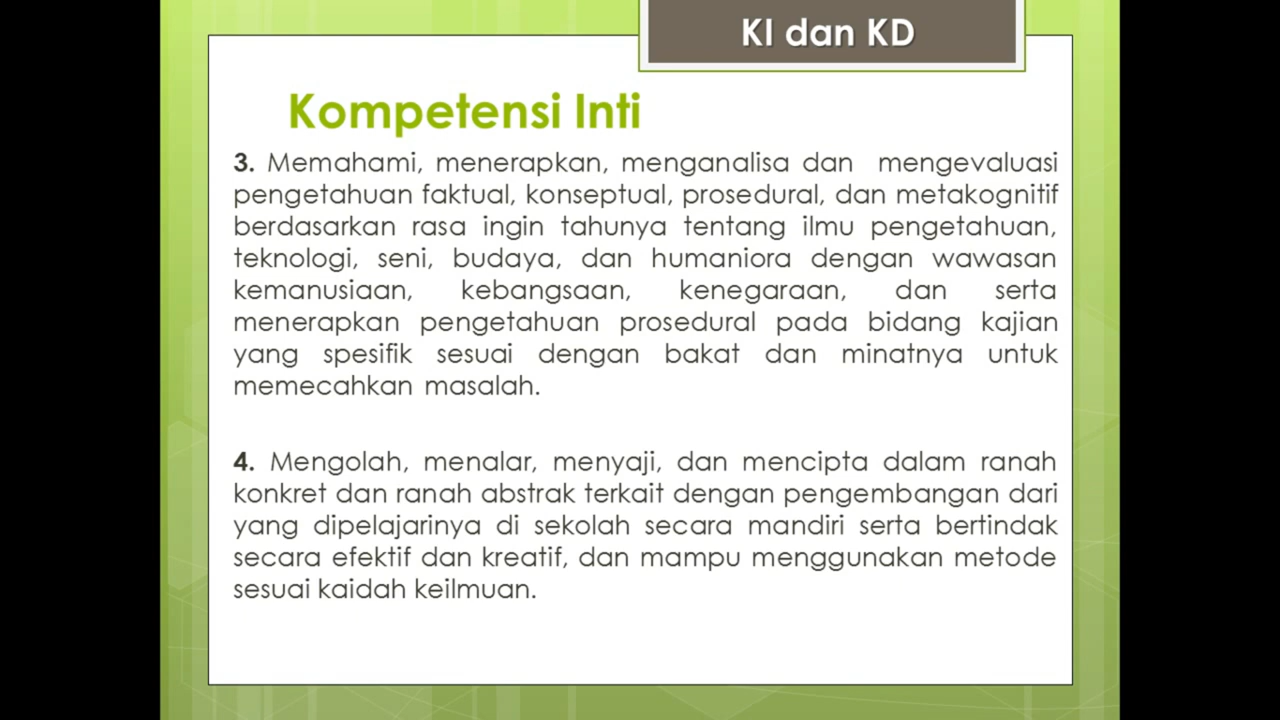 KI dan KD
Kompetensi Inti
3. Memahami, menerapkan, menganalisa dan mengevaluasi
pengetahuan faktual, konseptual, prosedural, dan metakognitif
berdasarkan rasa ingin tahunya tentang ilmu pengetahuan,
teknologi, seni, budaya, dan humaniora dengan wawasan
kemanusiaan, kebangsaan, kenegaraan, dan serta
menerapkan pengetahuan prosedural pada bidang kajian
yang spesifik sesuai dengan bakat dan minatnya untuk
memecahkan masalah.
4. Mengolah, menalar, menyaji, dan mencipta dalam ranah
konkret dan ranah abstrak terkait dengan pengembangan dari
yang dipelajarinya di sekolah secara mandiri serta bertindak
secara efektif dan kreatif, dan mampu menggunakan metode
sesuai kaidah keilmuan.